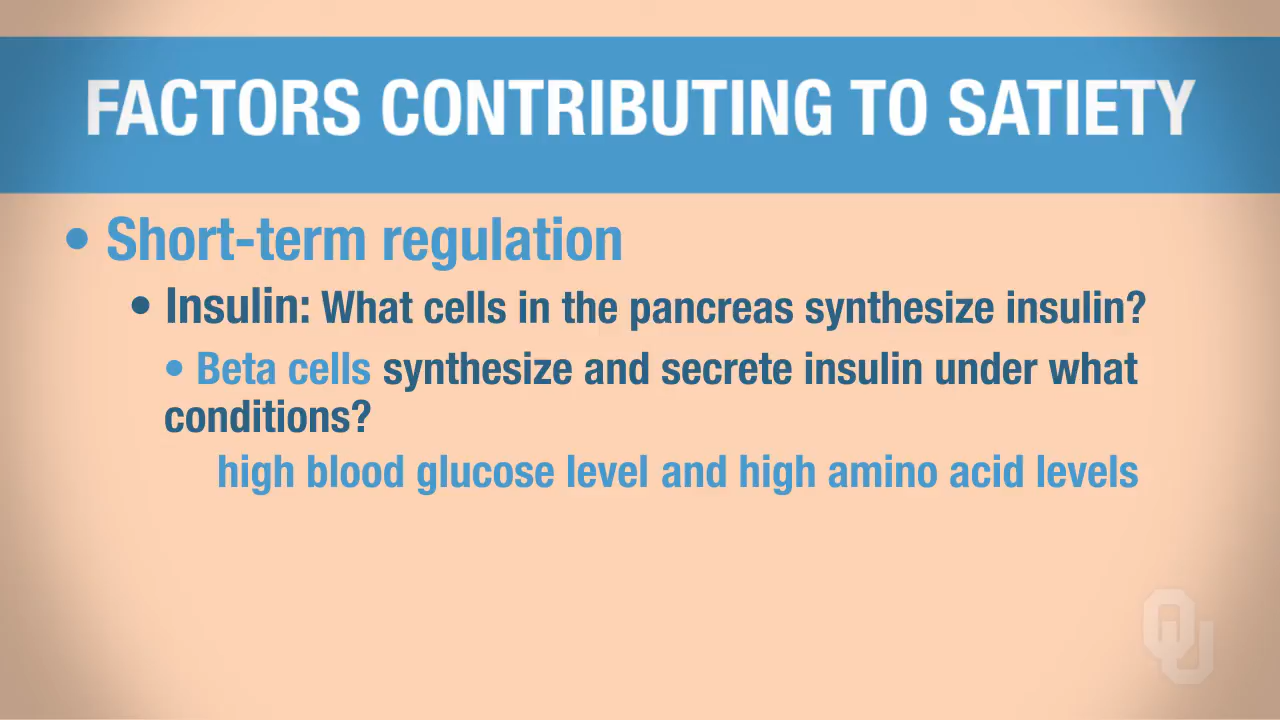 FACTORS CONTRIBUTING TO SATIETY
• Short-term regulation
• Insulin: What cells in the pancreas synthesize insulin?
• Beta cells synthesize and secrete insulin under what
conditions?
high blood glucose level and high amino acid levels
OU